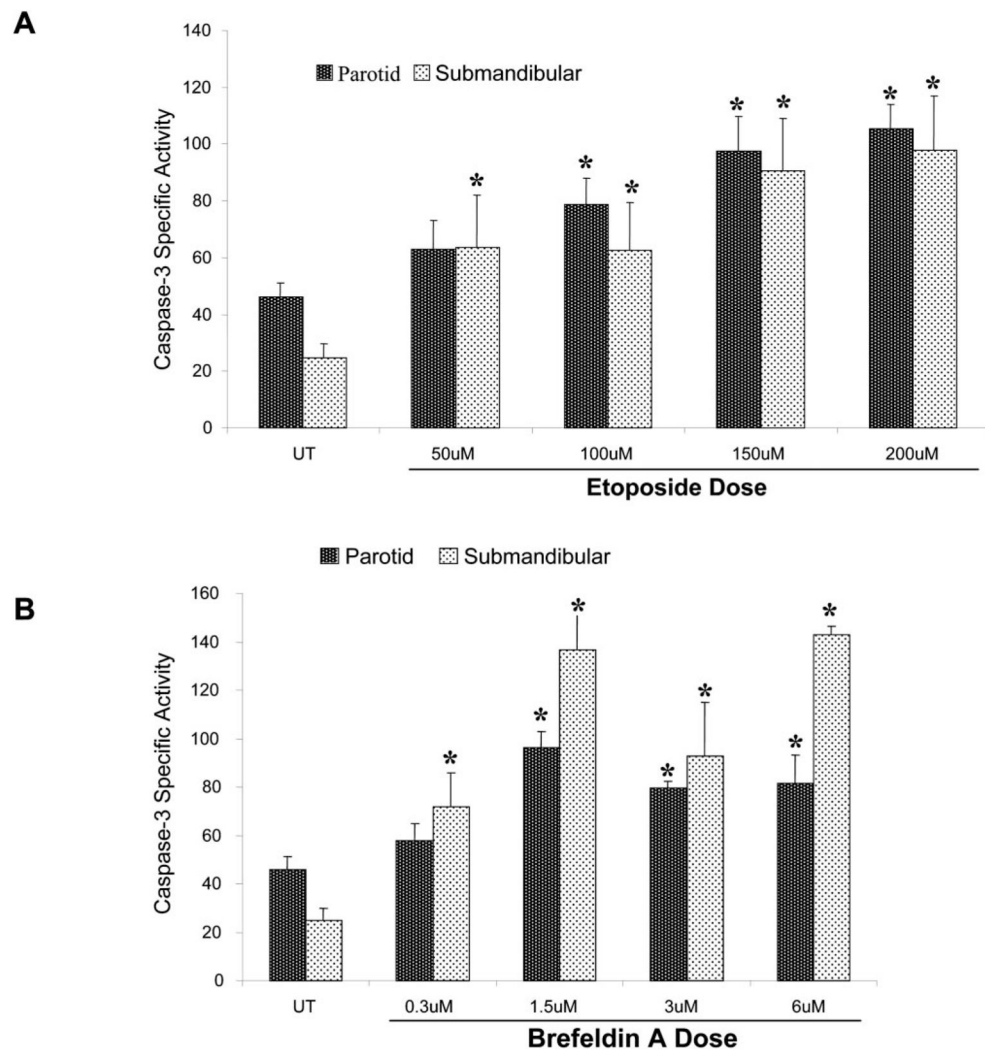 A
140
120
100
80
60
40
20
0
Caspase-3 Specific Activity
Parotid Submandibular
* * * * * * *
UT 50uM 100uM 150uM 200uM
Etoposide Dose
B
Parotid Submandibular
160
140
120
100
80
60
40
20
0
Caspase-3 Specific Activity
* * * * * * *
UT 0.3uM 1.5uM 3uM 6uM
Brefeldin A Dose